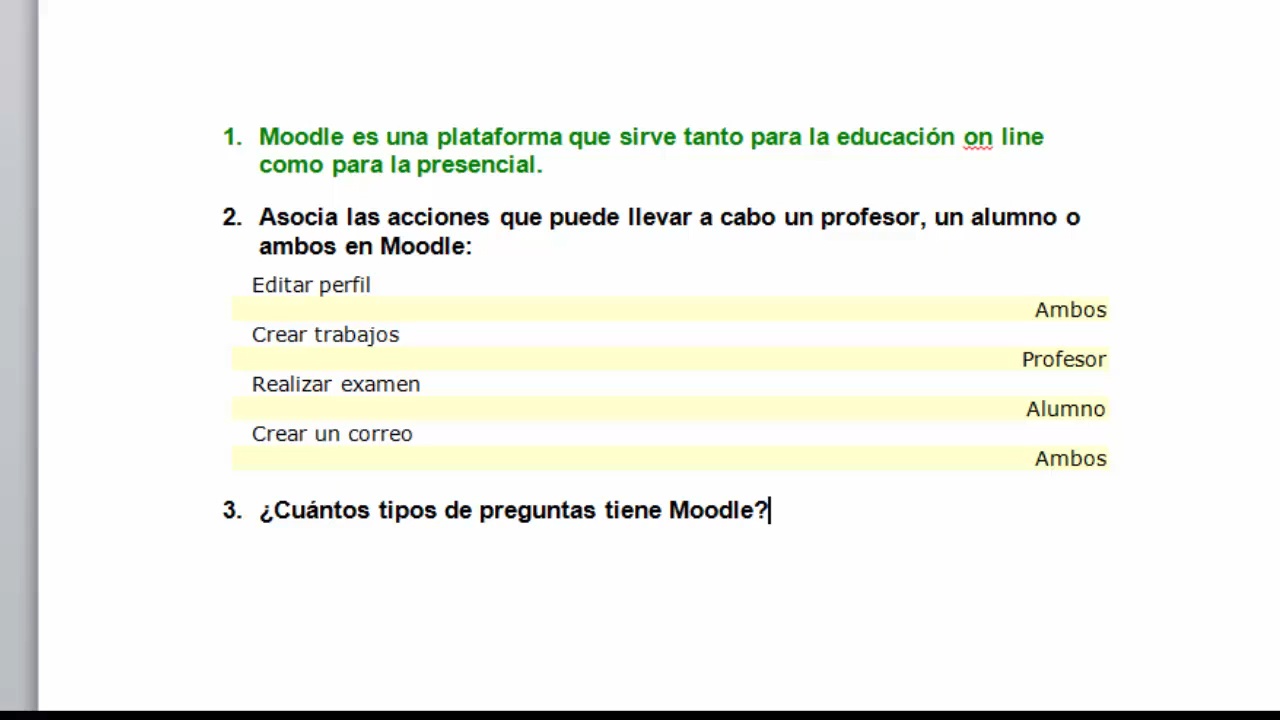 1. Moodle es una plataforma que sirve tanto para la educación on line
como para la presencial.
2. Asocia las acciones que puede llevar a cabo un profesor, un alumno o
ambos en Moodle:
Editar perfil
Ambos
Crear trabajos
Profesor
Realizar examen
Alumno
Crear un correo
Ambos
3. ¿Cuántos tipos de preguntas tiene Moodle?